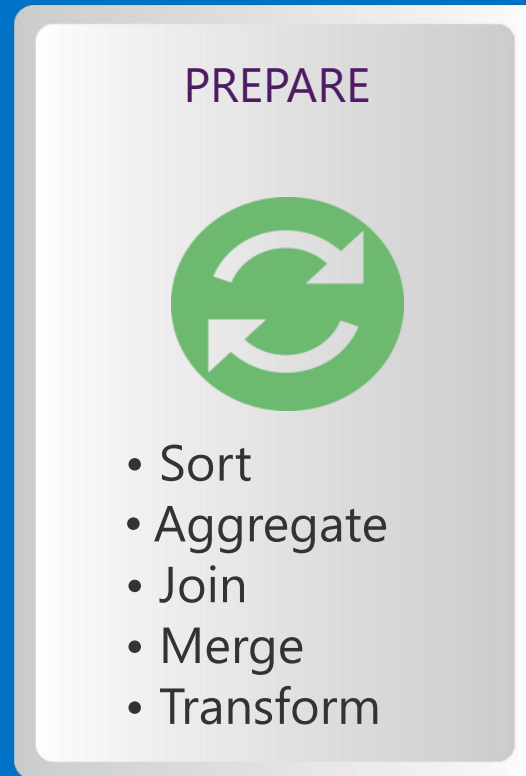 PREPARE
• Sort
• Aggregate
• Join
• Merge
• Transform